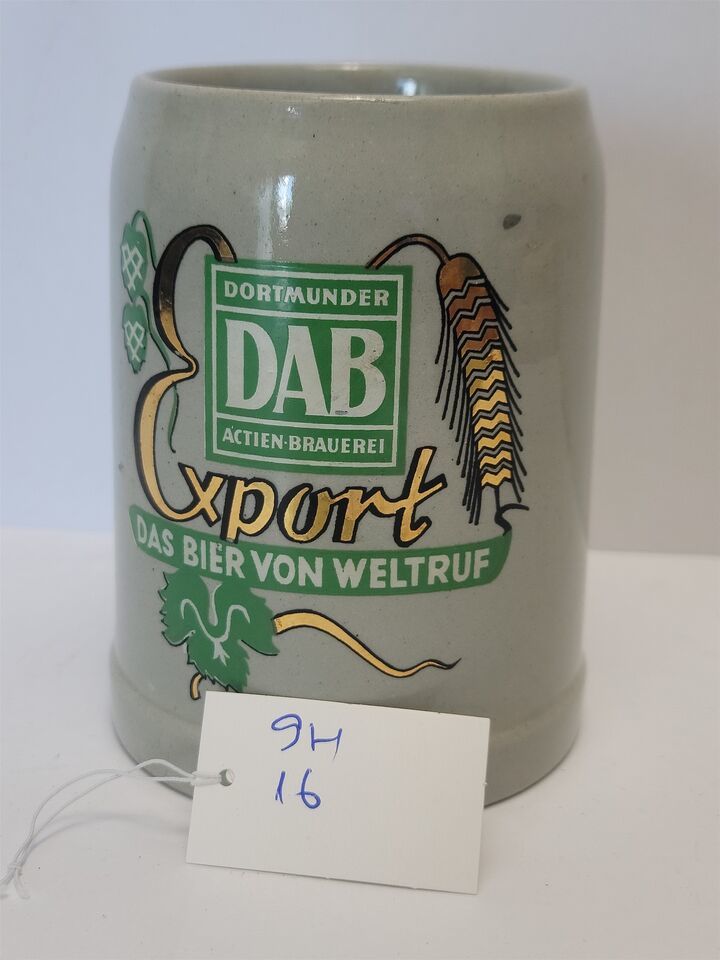 DORTMUNDER
DAB
ACTIEN-BRAUEREI
Export
DAS BIER VON WELTRUF
9H
16